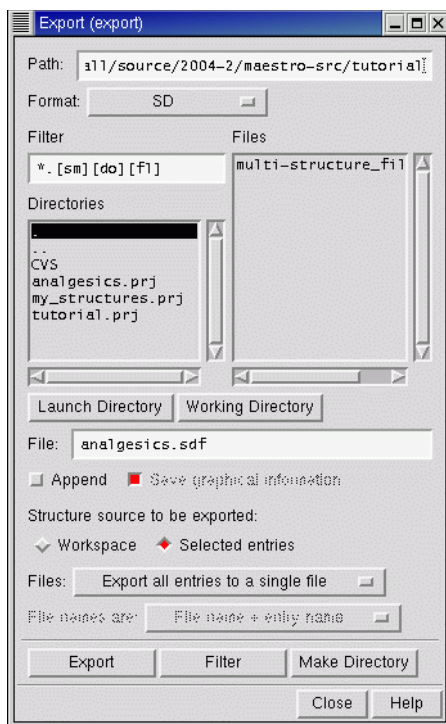 Export (export)
Path: all/source/2004-2/maestro-src/tutorial
Format: SD
Filter Files
*.[sm][do][fl] multi-structure_fil
Directories
.
..
CVS
analgesics.prj
my_structures.prj
tutorial.prj
Launch Directory Working Directory
File: analgesics.sdf
Append Save graphical information
Structure source to be exported:
Workspace Selected entries
Files: Export all entries to a single file
File names are: File name + entry name
Export Filter Make Directory
Close Help